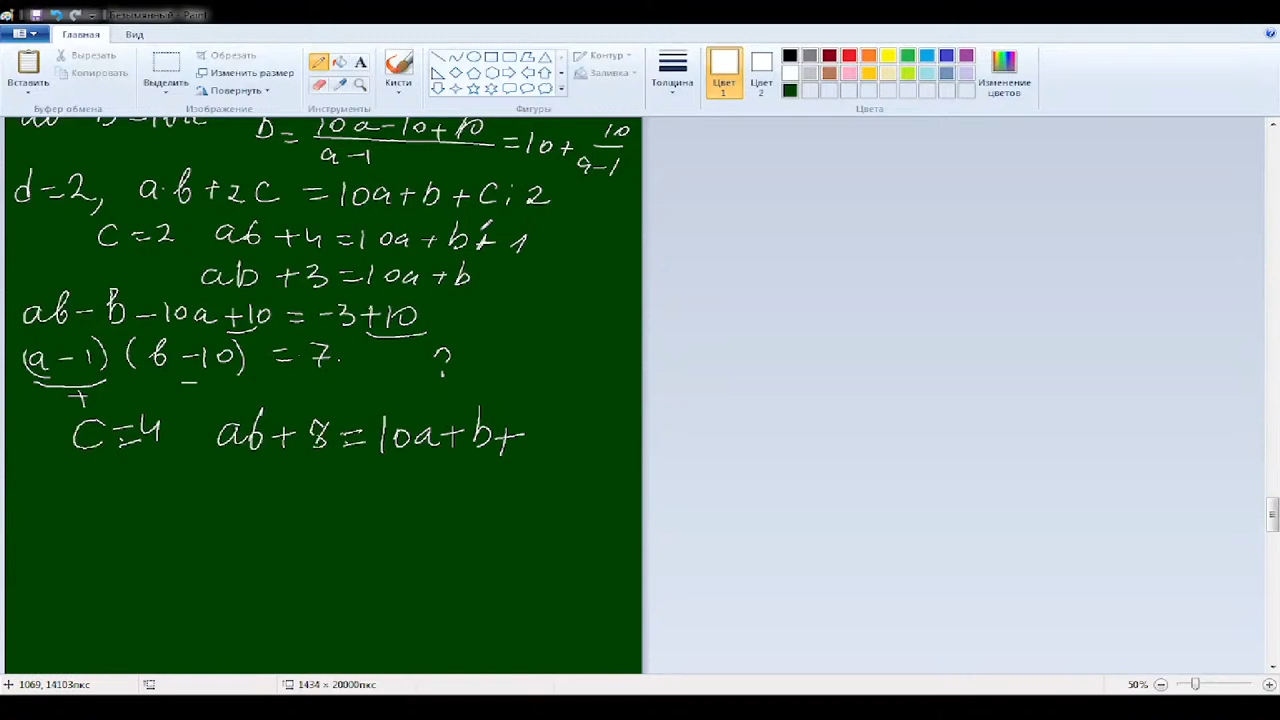 Безымянный - Paint
Главная Вид
Вставить
Вырезать
Копировать
Буфер обмена
Выделить
Обрезать
Изменить размер
Повернуть
Изображение
A
Инструменты
Кисти
Фигуры
Контур
Заливка
Толщина
Цвет 1
Цвет 2
Изменение цветов
Цвета
b = (10a-10+10)/(a-1) = 10 + 10/(a-1)
d=2, a·b+2c =10a+b+c:2
c=2 ab+4=10a+b+1
ab+3=10a+b
ab-b-10a+10=-3+10
(a-1)(b-10)=7. ?
+ -
c=4 ab+8=10a+b+
1069, 14103пкс
1434 × 20000пкс
50%